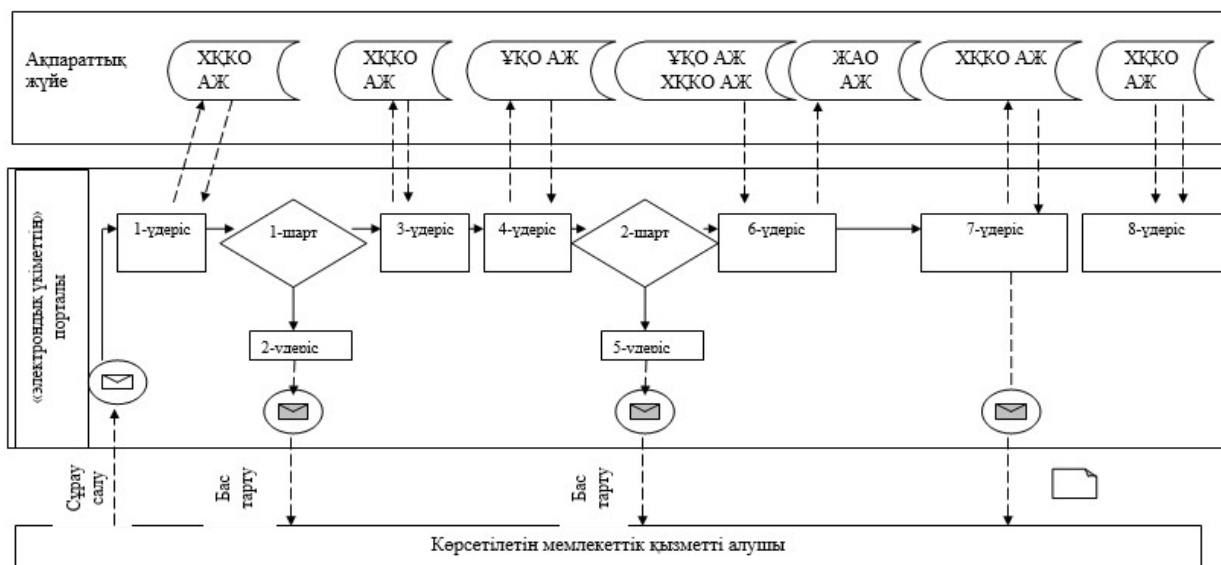 Ақпараттық
жүйе
ХҚКО
АЖ
ХҚКО
АЖ
ҰҚО АЖ
ҰҚО АЖ
ХҚКО АЖ
ЖАО
АЖ
ХҚКО АЖ
ХҚКО
АЖ
«электрондық үкіметтің»
порталы
1-үдеріс
1-шарт
3-үдеріс
4-үдеріс
2-шарт
6-үдеріс
7-үдеріс
8-үдеріс
2-үдеріс
5-үдеріс
Сұрау
салу
Бас
тарту
Бас
тарту
Көрсетілетін мемлекеттік қызметті алушы